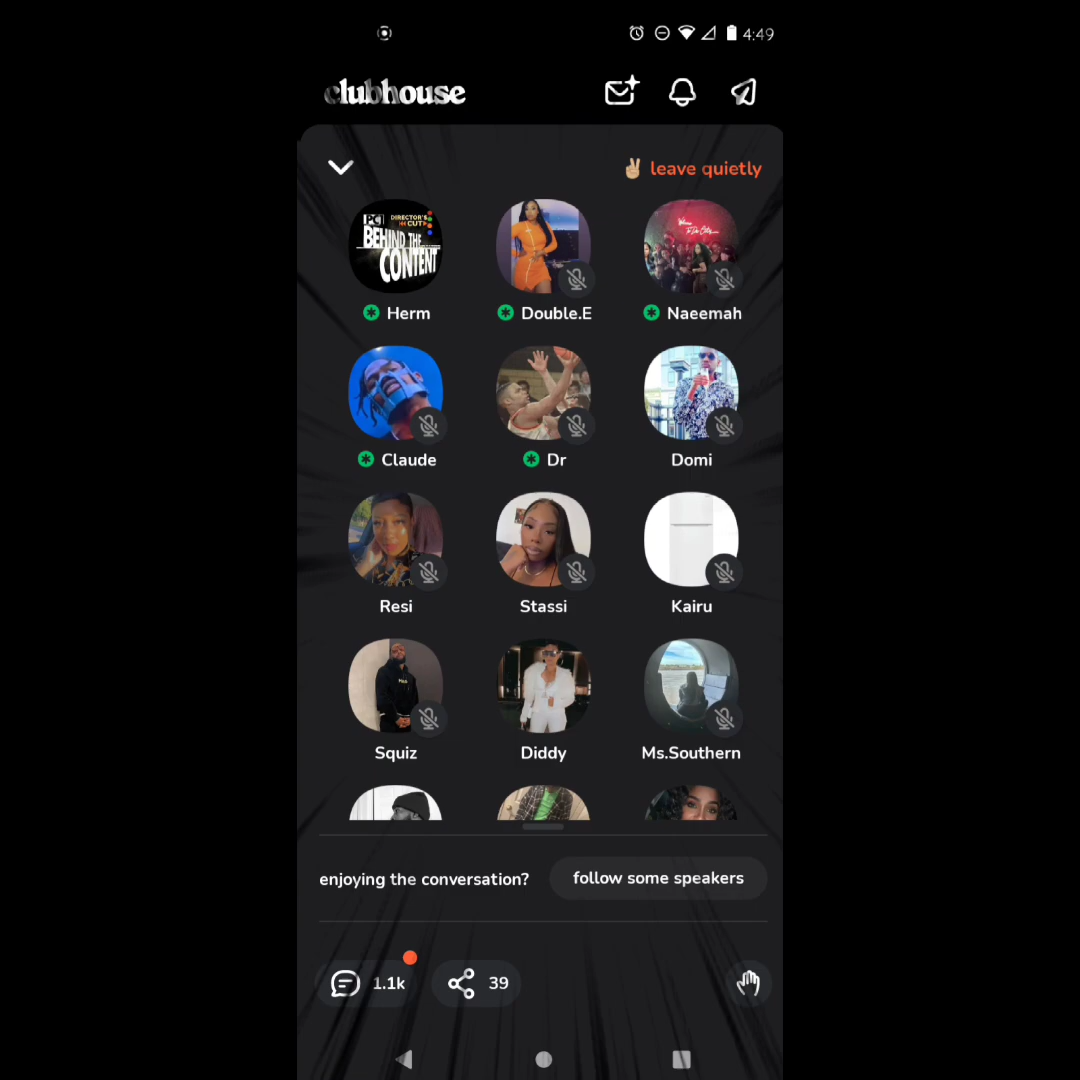 4:49
clubhouse
✌🏼 leave quietly
PCI DIRECTOR'S CUT
BEHIND THE
CONTENT
Herm
Double.E
Naeemah
Claude
Dr
Domi
Resi
Stassi
Kairu
Squiz
Diddy
Ms.Southern
enjoying the conversation?
follow some speakers
1.1k
39